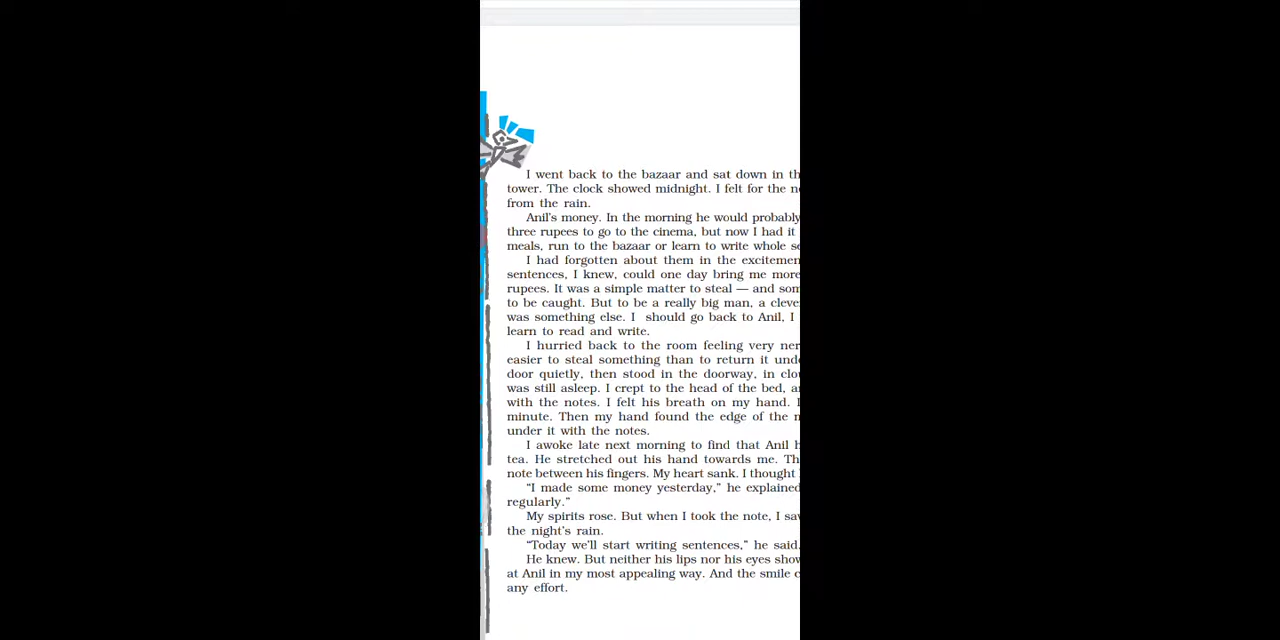 I went back to the bazaar and sat down in th
tower. The clock showed midnight. I felt for the n
from the rain.
Anil's money. In the morning he would probably
three rupees to go to the cinema, but now I had it
meals, run to the bazaar or learn to write whole se
I had forgotten about them in the excitemen
sentences, I knew, could one day bring me more
rupees. It was a simple matter to steal — and som
to be caught. But to be a really big man, a cleve
was something else. I should go back to Anil, I
learn to read and write.
I hurried back to the room feeling very ner
easier to steal something than to return it unde
door quietly, then stood in the doorway, in clou
was still asleep. I crept to the head of the bed, a
with the notes. I felt his breath on my hand. I
minute. Then my hand found the edge of the m
under it with the notes.
I awoke late next morning to find that Anil h
tea. He stretched out his hand towards me. Th
note between his fingers. My heart sank. I thought
“I made some money yesterday,” he explained
regularly.”
My spirits rose. But when I took the note, I saw
the night's rain.
“Today we'll start writing sentences,” he said.
He knew. But neither his lips nor his eyes show
at Anil in my most appealing way. And the smile c
any effort.